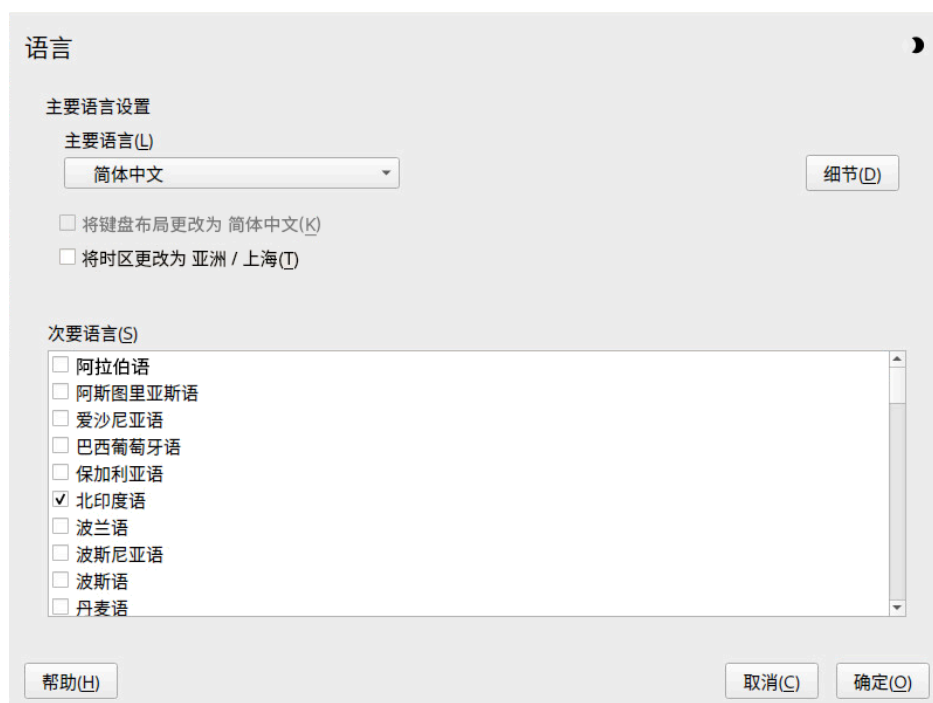 语言
主要语言设置
主要语言(L)
简体中文
细节(D)
将键盘布局更改为 简体中文(K)
将时区更改为 亚洲 / 上海(T)
次要语言(S)
阿拉伯语
阿斯图里亚斯语
爱沙尼亚语
巴西葡萄牙语
保加利亚语
北印度语
波兰语
波斯尼亚语
波斯语
丹麦语
帮助(H)
取消(C)
确定(O)